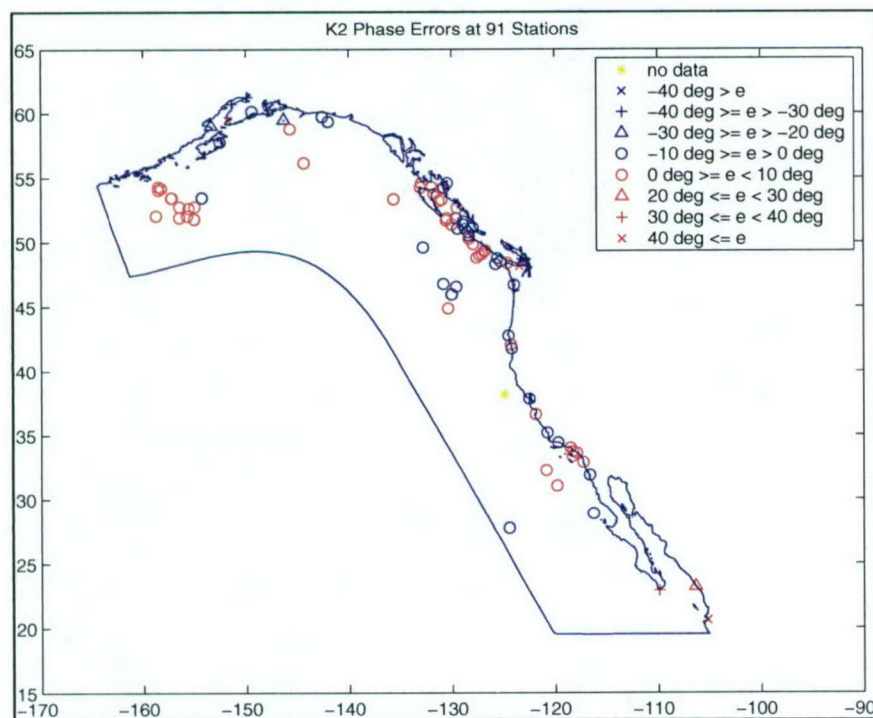 K2 Phase Errors at 91 Stations
no data
−40 deg > e
−40 deg >= e > −30 deg
−30 deg >= e > −20 deg
−10 deg >= e > 0 deg
0 deg >= e < 10 deg
20 deg <= e < 30 deg
30 deg <= e < 40 deg
40 deg <= e
65
60
55
50
45
40
35
30
25
20
15
−170 −160 −150 −140 −130 −120 −110 −100 −90